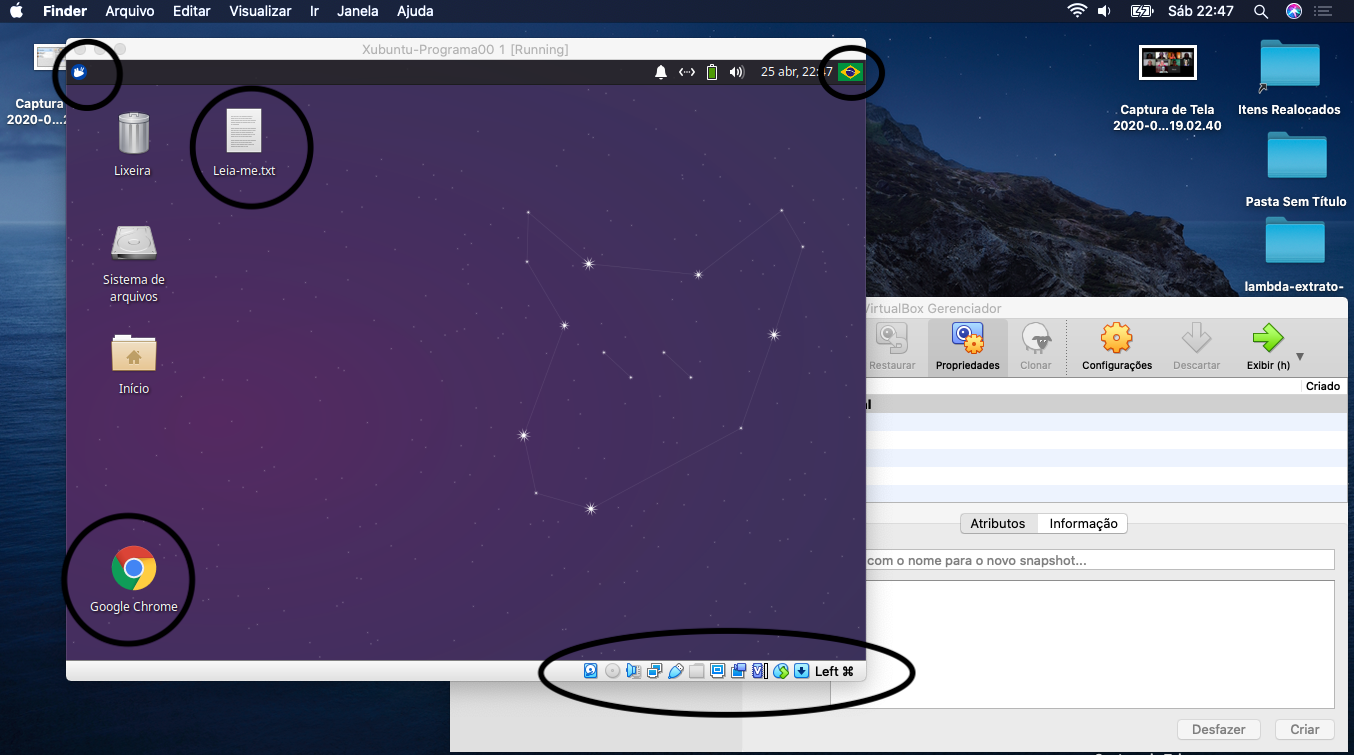 Finder Arquivo Editar Visualizar Ir Janela Ajuda Sáb 22:47
Xubuntu-Programa00 1 [Running]
25 abr, 22:47
Captura
2020-0...
Lixeira
Leia-me.txt
Sistema de
arquivos
Início
Google Chrome
Left ⌘
Captura de Tela
2020-0...19.02.40
Itens Realocados
Pasta Sem Título
lambda-extrato-
VirtualBox Gerenciador
Restaurar Propriedades Clonar Configurações Descartar Exibir (h)
Criado
Atributos Informação
com o nome para o novo snapshot...
Desfazer Criar